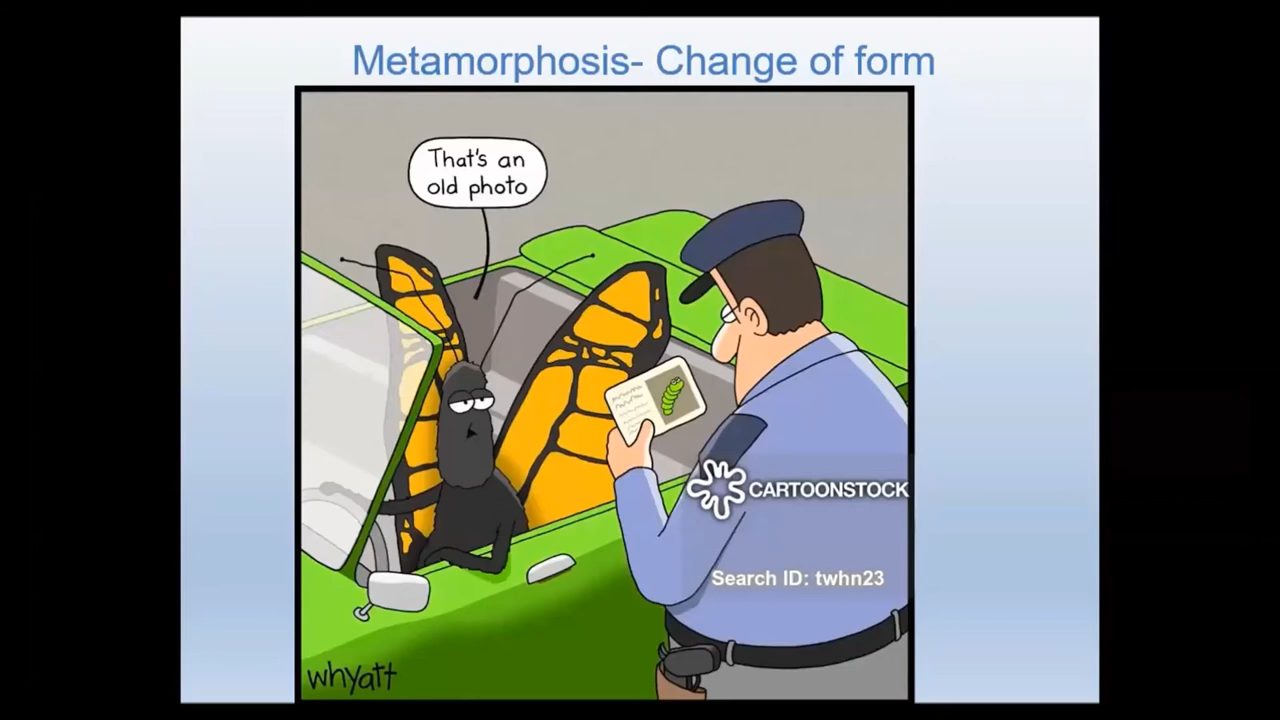 Metamorphosis- Change of form
That's an
old photo
CARTOONSTOCK
Search ID: twhn23
whyatt